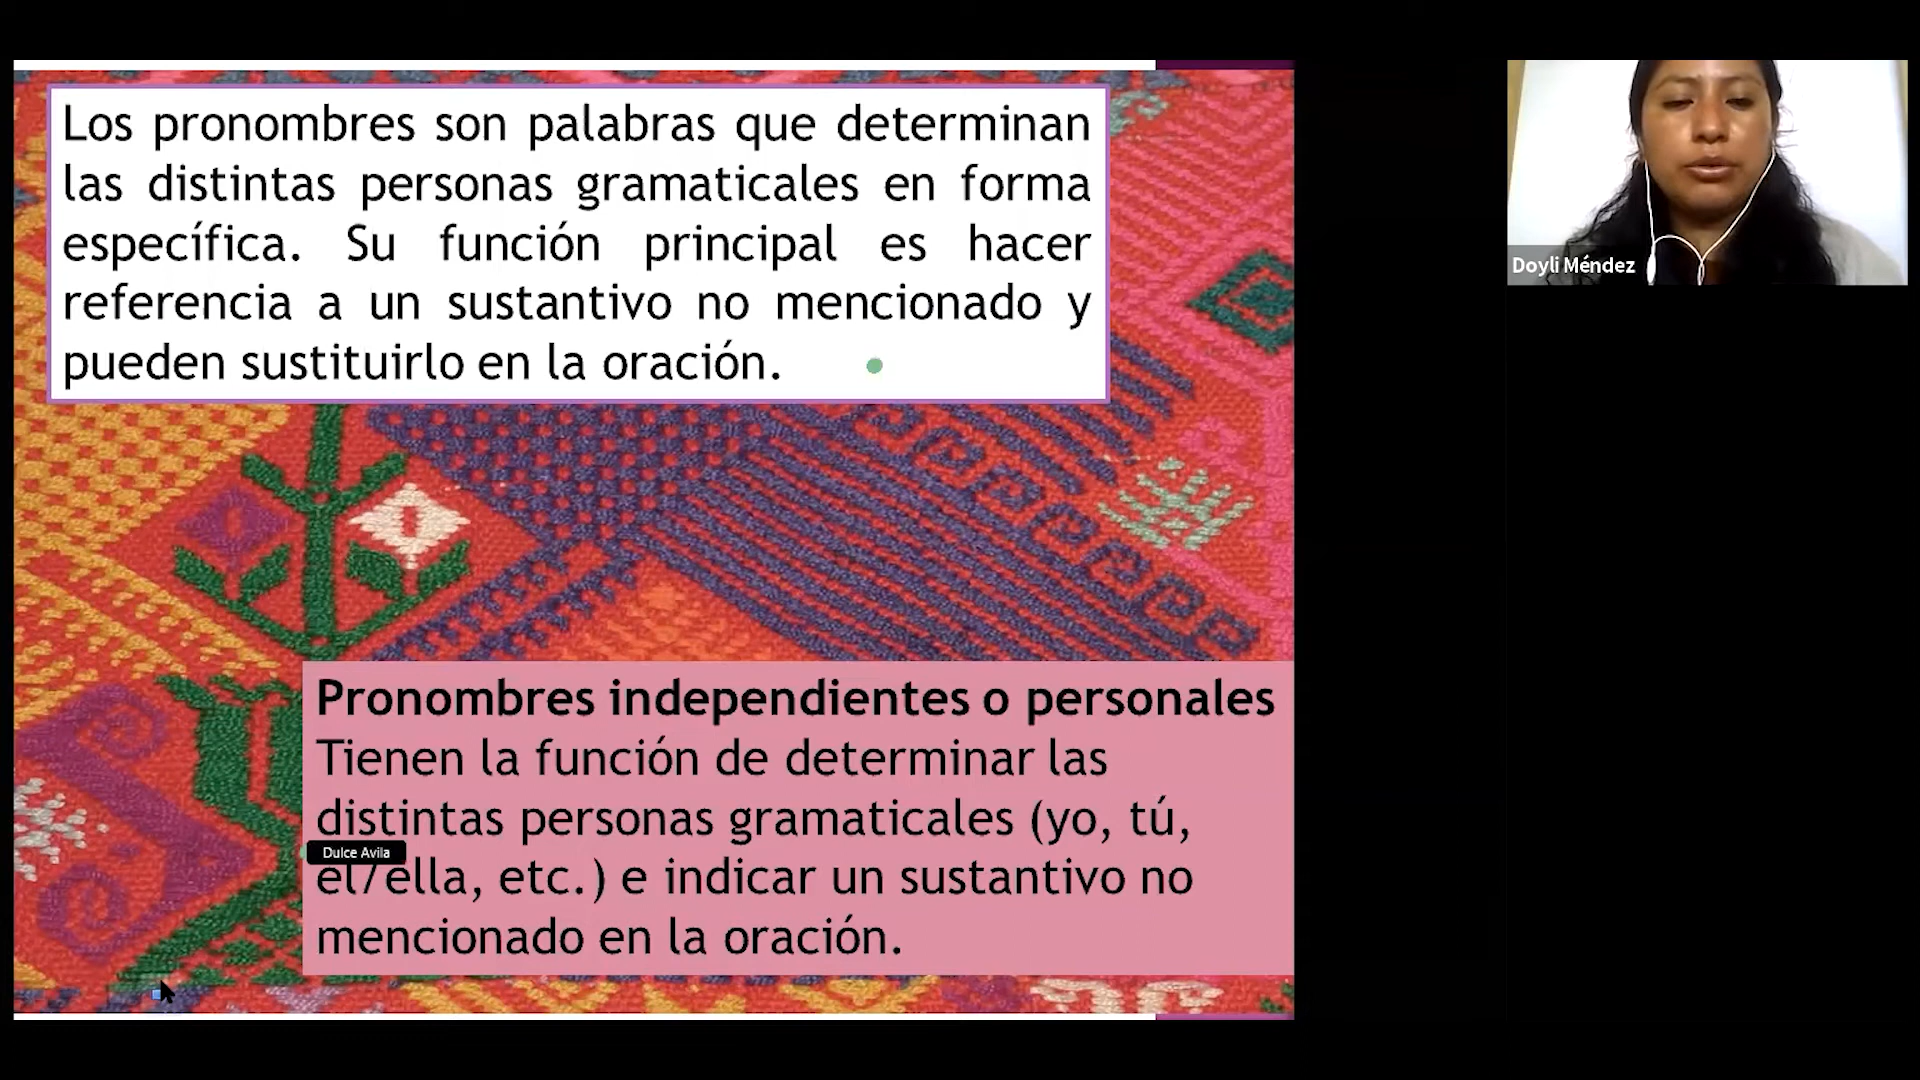 Los pronombres son palabras que determinan
las distintas personas gramaticales en forma
específica. Su función principal es hacer
referencia a un sustantivo no mencionado y
pueden sustituirlo en la oración.
Doyli Méndez
Pronombres independientes o personales
Tienen la función de determinar las
distintas personas gramaticales (yo, tú,
Dulce Avila
él/ella, etc.) e indicar un sustantivo no
mencionado en la oración.